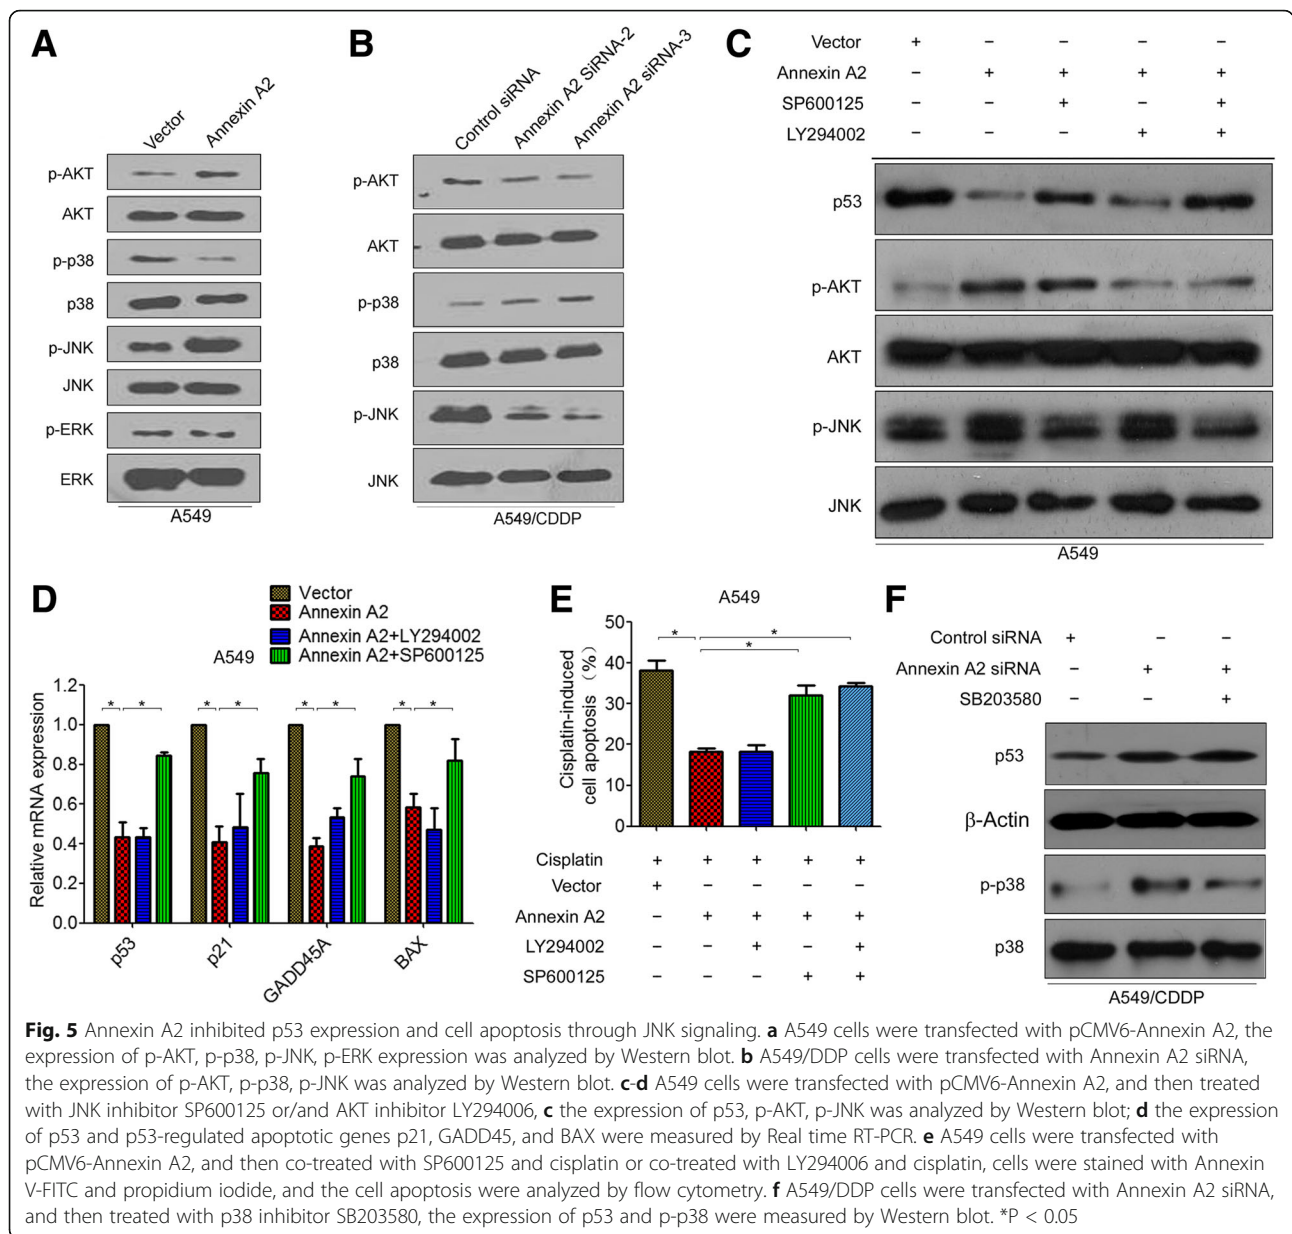 A
Vector
Annexin A2
p-AKT
AKT
p-p38
p38
p-JNK
JNK
p-ERK
ERK
A549
B
Control siRNA
Annexin A2 SiRNA-2
Annexin A2 siRNA-3
p-AKT
AKT
p-p38
p38
p-JNK
JNK
A549/CDDP
C
Vector + − − − −
Annexin A2 − + + + +
SP600125 − − + − +
LY294002 − − − + +
p53
p-AKT
AKT
p-JNK
JNK
A549
D
Vector
Annexin A2
Annexin A2+LY294002
Annexin A2+SP600125
A549
Relative mRNA expression
1.2
1.0
0.8
0.6
0.4
0.2
0.0
* * * * * * * *
p53
p21
GADD45A
BAX
E
A549
Cisplatin-induced
cell apoptosis (%)
50
40
30
20
10
0
* * *
Cisplatin + + + + +
Vector + − − − −
Annexin A2 − + + + +
LY294002 − − + − +
SP600125 − − − + +
F
Control siRNA + − −
Annexin A2 siRNA − + +
SB203580 − − +
p53
β-Actin
p-p38
p38
A549/CDDP
Fig. 5 Annexin A2 inhibited p53 expression and cell apoptosis through JNK signaling. a A549 cells were transfected with pCMV6-Annexin A2, the
expression of p-AKT, p-p38, p-JNK, p-ERK expression was analyzed by Western blot. b A549/DDP cells were transfected with Annexin A2 siRNA,
the expression of p-AKT, p-p38, p-JNK was analyzed by Western blot. c-d A549 cells were transfected with pCMV6-Annexin A2, and then treated
with JNK inhibitor SP600125 or/and AKT inhibitor LY294006, c the expression of p53, p-AKT, p-JNK was analyzed by Western blot; d the expression
of p53 and p53-regulated apoptotic genes p21, GADD45, and BAX were measured by Real time RT-PCR. e A549 cells were transfected with
pCMV6-Annexin A2, and then co-treated with SP600125 and cisplatin or co-treated with LY294006 and cisplatin, cells were stained with Annexin
V-FITC and propidium iodide, and the cell apoptosis were analyzed by flow cytometry. f A549/DDP cells were transfected with Annexin A2 siRNA,
and then treated with p38 inhibitor SB203580, the expression of p53 and p-p38 were measured by Western blot. *P < 0.05